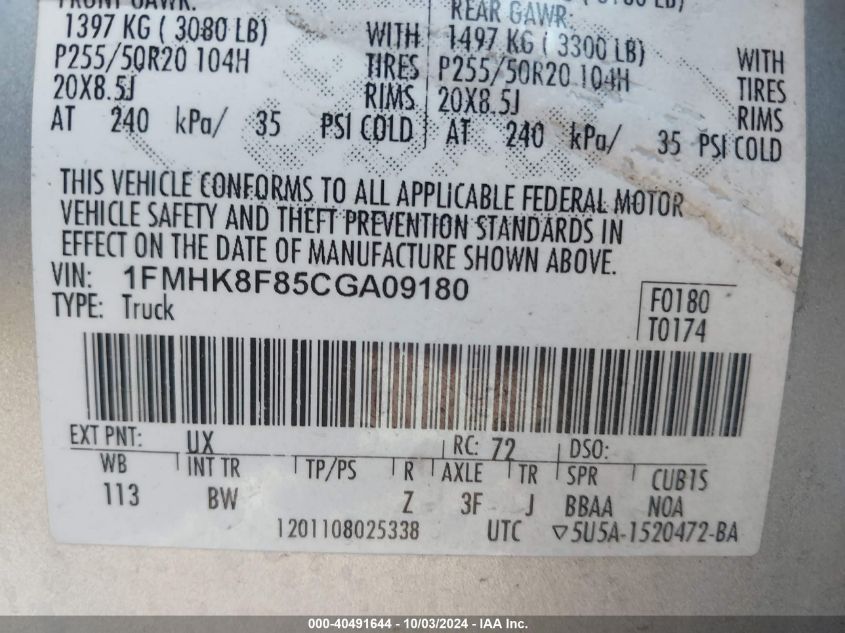 FRONT GAWR:
REAR GAWR:
1397 KG ( 3080 LB) WITH
P255/50R20 104H TIRES
20X8.5J RIMS
AT 240 kPa/ 35 PSI COLD
1497 KG ( 3300 LB) WITH
P255/50R20 104H TIRES
20X8.5J RIMS
AT 240 kPa/ 35 PSI COLD
THIS VEHICLE CONFORMS TO ALL APPLICABLE FEDERAL MOTOR
VEHICLE SAFETY AND THEFT PREVENTION STANDARDS IN
EFFECT ON THE DATE OF MANUFACTURE SHOWN ABOVE.
VIN: 1FMHK8F85CGA09180
TYPE: Truck
F0180
T0174
EXT PNT: UX RC: 72 DSO:
WB INT TR TP/PS R AXLE TR SPR CUB1S
113 BW Z 3F J BBAA NOA
1201108025338 UTC ▽5U5A-1520472-BA
000-40491644 - 10/03/2024 - IAA Inc.